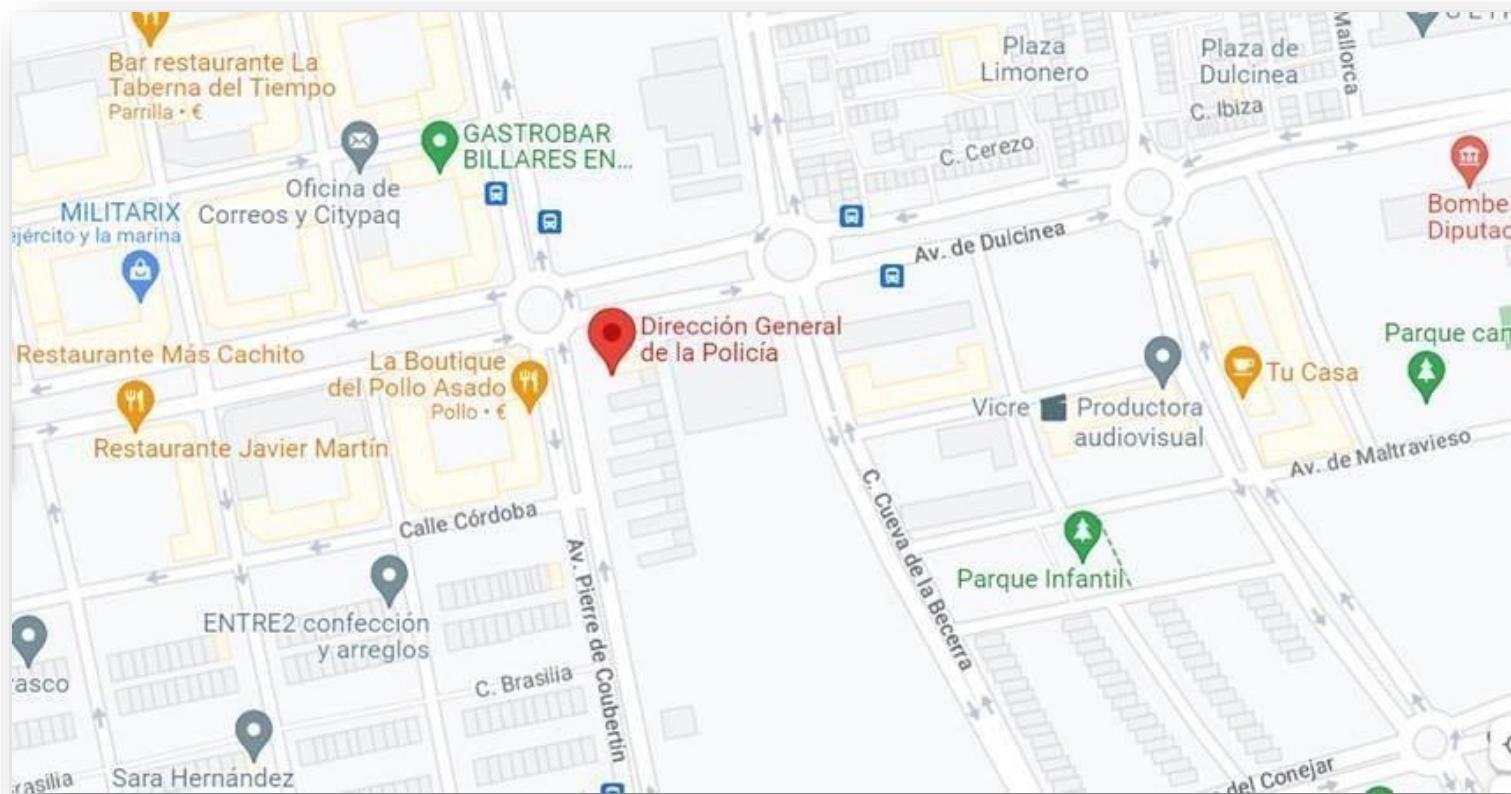 Bar restaurante La
Taberna del Tiempo
Parrilla • €
GASTROBAR
BILLARES EN...
Oficina de
Correos y Citypaq
MILITARIX
ejército y la marina
Plaza
Limonero
Plaza de
Dulcinea
Mallorca
C. Ibiza
C. Cerezo
Av. de Dulcinea
Bombe
Diputac
Dirección General
de la Policía
Restaurante Más Cachito
La Boutique
del Pollo Asado
Pollo • €
Restaurante Javier Martín
Parque can
Tu Casa
Vicre
Productora
audiovisual
Av. de Maltravieso
Calle Córdoba
C. Cueva de la Becerra
Parque Infantil
Av. Pierre de Coubertin
ENTRE2 confección
y arreglos
asco
C. Brasilia
Sara Hernández
rasilia
del Conejar